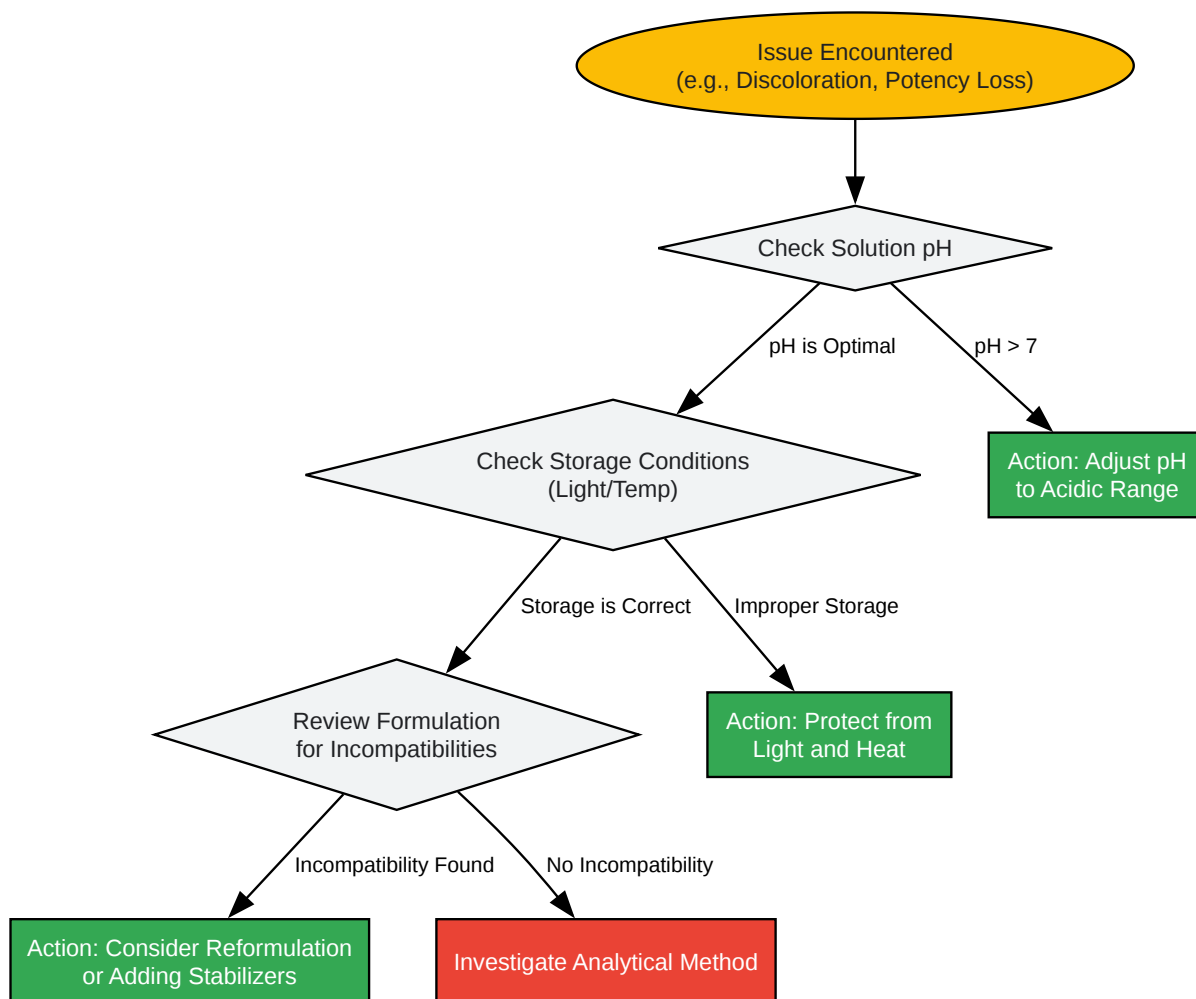 Issue Encountered
(e.g., Discoloration, Potency Loss)
Check Solution pH
pH is Optimal
pH > 7
Action: Adjust pH
to Acidic Range
Check Storage Conditions
(Light/Temp)
Storage is Correct
Improper Storage
Review Formulation
for Incompatibilities
Action: Protect from
Light and Heat
Incompatibility Found
No Incompatibility
Action: Consider Reformulation
or Adding Stabilizers
Investigate Analytical Method